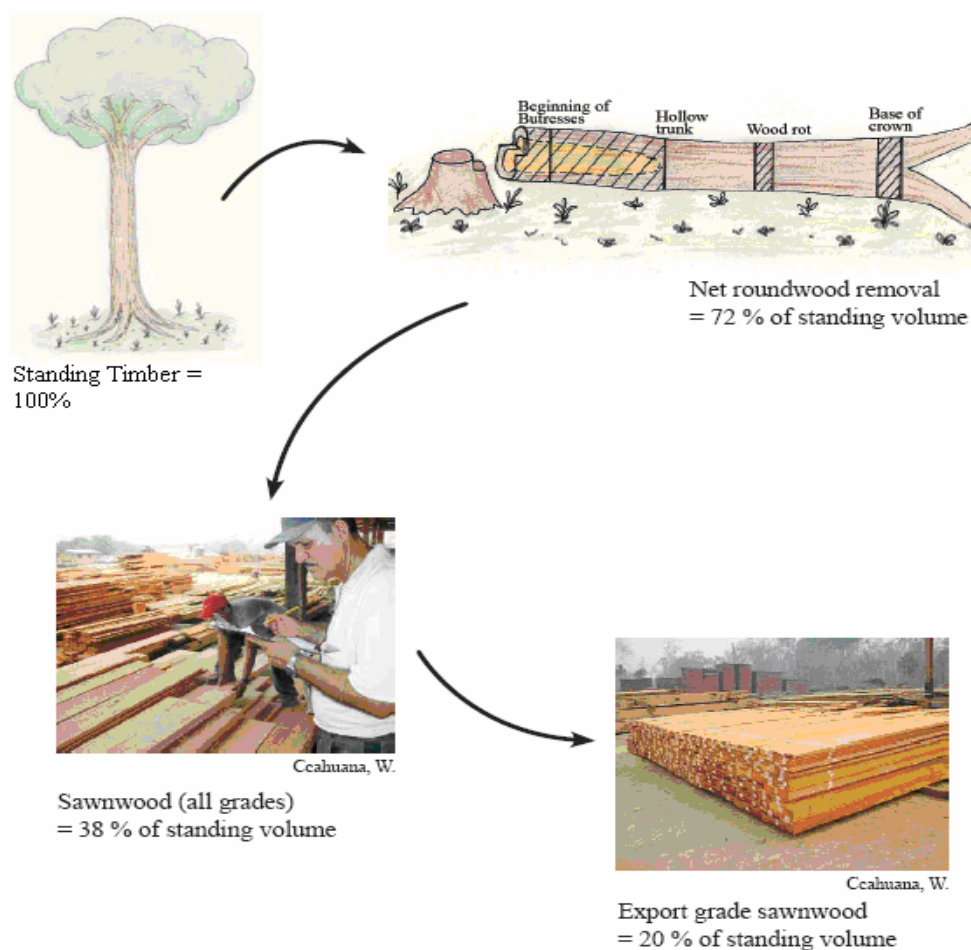 Beginning of
Butresses
Hollow
trunk
Wood rot
Base of
crown
Net roundwood removal
= 72 % of standing volume
Standing Timber =
100%
Ccahuana, W.
Sawnwood (all grades)
= 38 % of standing volume
Ccahuana, W.
Export grade sawnwood
= 20 % of standing volume